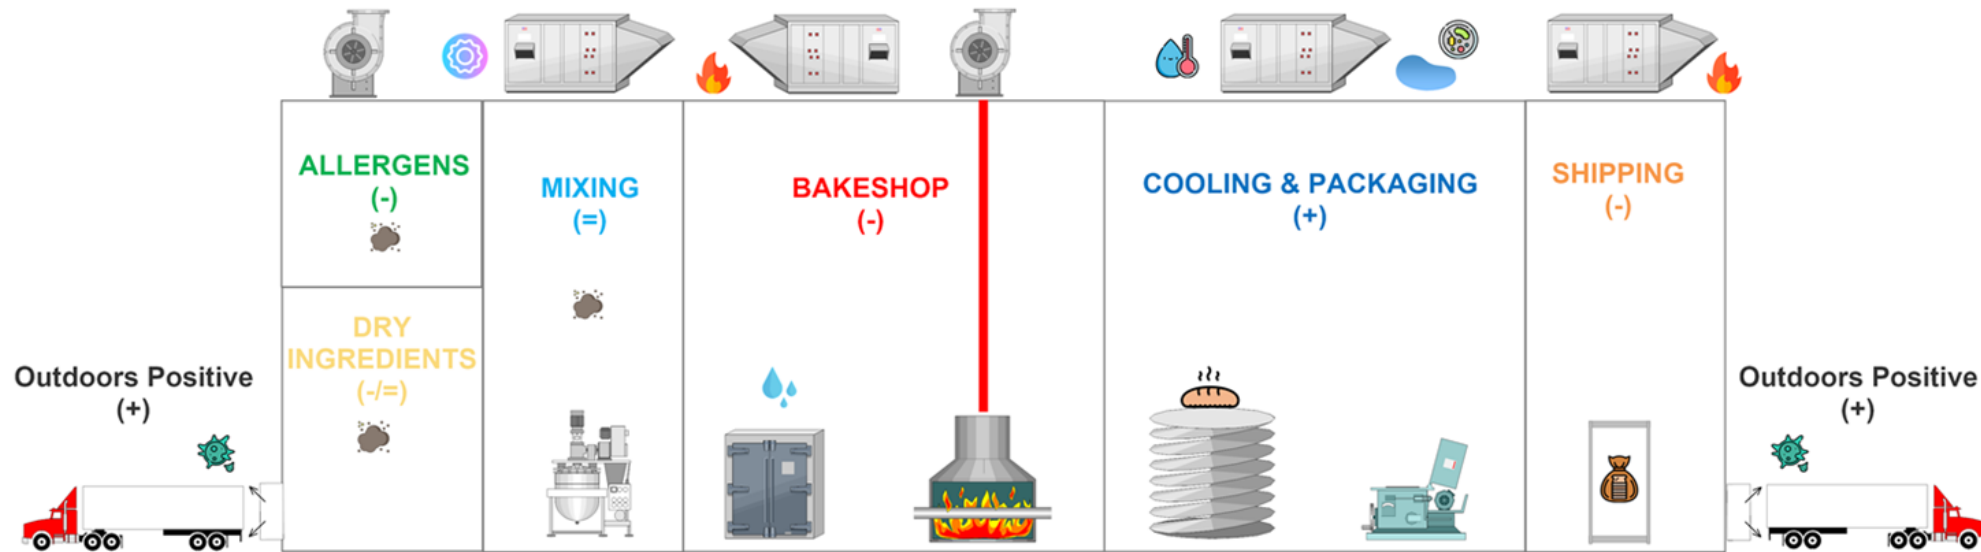 ALLERGENS
(-)
MIXING
(=)
BAKESHOP
(-)
COOLING & PACKAGING
(+)
SHIPPING
(-)
DRY
INGREDIENTS
(-/=)
Outdoors Positive
(+)
Outdoors Positive
(+)